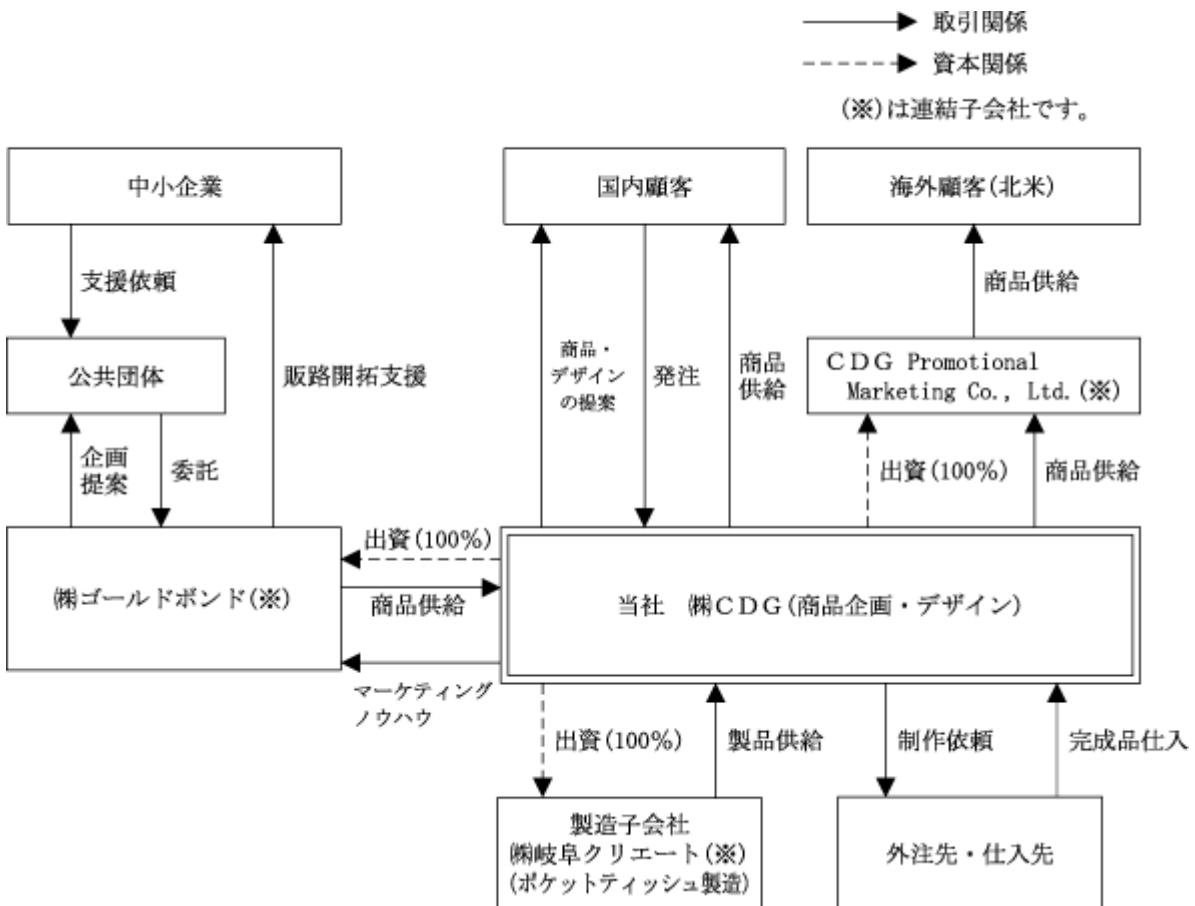 取引関係
資本関係
(※)は連結子会社です。
中小企業
国内顧客
海外顧客(北米)
支援依頼
販路開拓支援
商品・
デザイン
の提案
発注
商品
供給
商品供給
公共団体
CDG Promotional
Marketing Co., Ltd.(※)
企画
提案
委託
出資(100%)
商品供給
㈱ゴールドボンド(※)
出資(100%)
商品供給
マーケティング
ノウハウ
当社 ㈱CDG(商品企画・デザイン)
出資(100%)
製品供給
制作依頼
完成品仕入
製造子会社
㈱岐阜クリエート(※)
(ポケットティッシュ製造)
外注先・仕入先